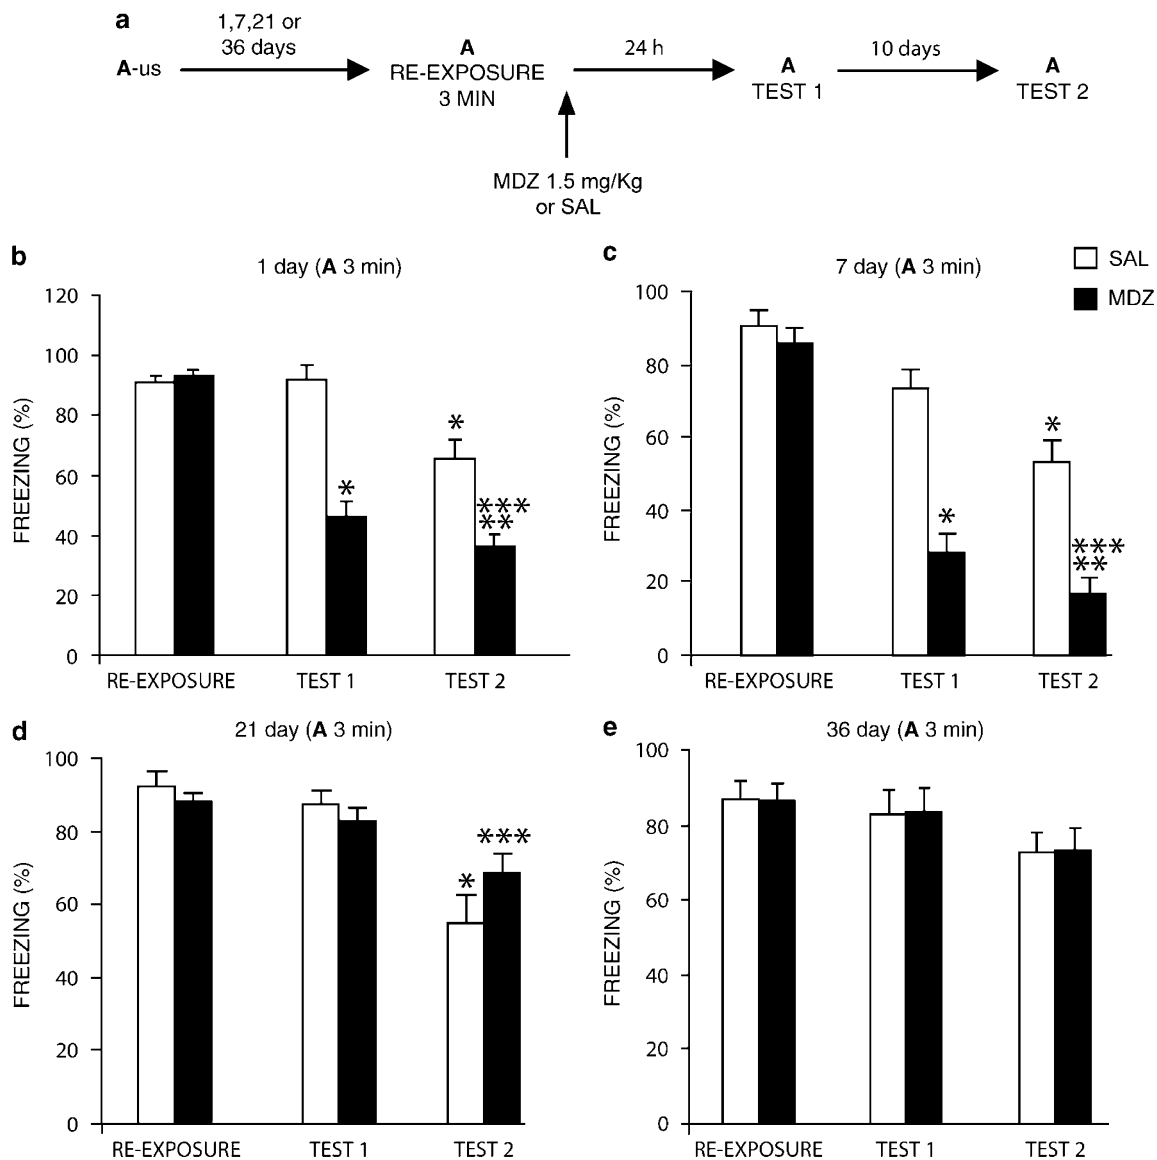 a
1,7,21 or
36 days
A-us
A
RE-EXPOSURE
3 MIN
24 h
A
TEST 1
10 days
A
TEST 2
MDZ 1.5 mg/Kg
or SAL
b
1 day (A 3 min)
FREEZING (%)
120
100
80
60
40
20
0
*
*
***
**
RE-EXPOSURE TEST 1 TEST 2
c
7 day (A 3 min)
SAL
MDZ
FREEZING (%)
100
80
60
40
20
0
*
*
***
**
RE-EXPOSURE TEST 1 TEST 2
d
21 day (A 3 min)
FREEZING (%)
100
80
60
40
20
0
*
***
RE-EXPOSURE TEST 1 TEST 2
e
36 day (A 3 min)
FREEZING (%)
100
80
60
40
20
0
RE-EXPOSURE TEST 1 TEST 2